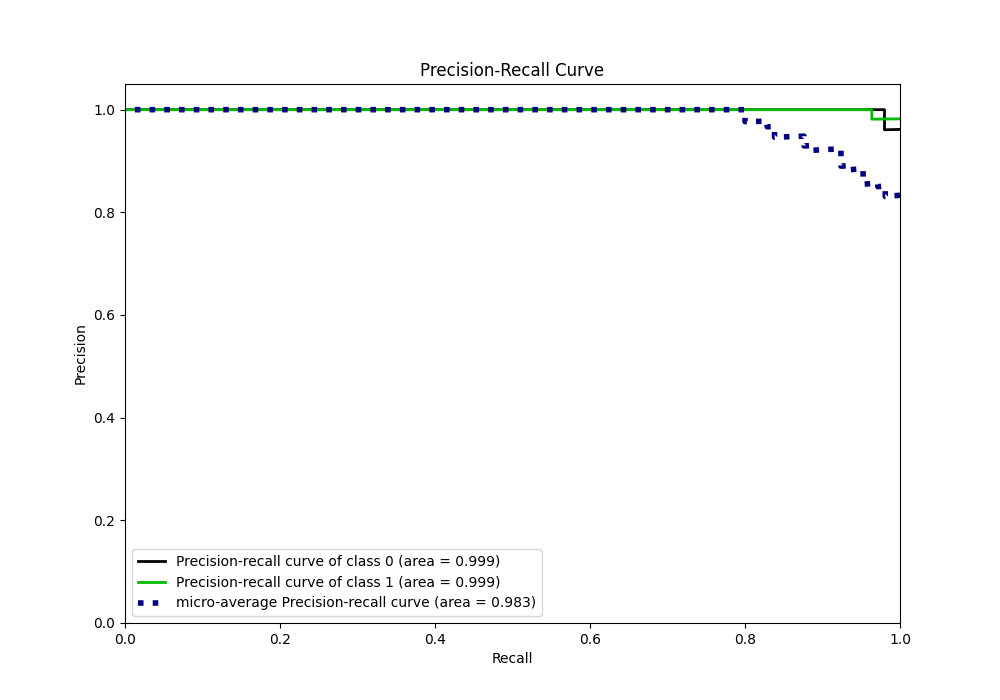 Precision-Recall Curve
1.0
0.8
0.6
0.4
0.2
0.0
Precision
Precision-recall curve of class 0 (area = 0.999)
Precision-recall curve of class 1 (area = 0.999)
micro-average Precision-recall curve (area = 0.983)
0.0 0.2 0.4 0.6 0.8 1.0
Recall